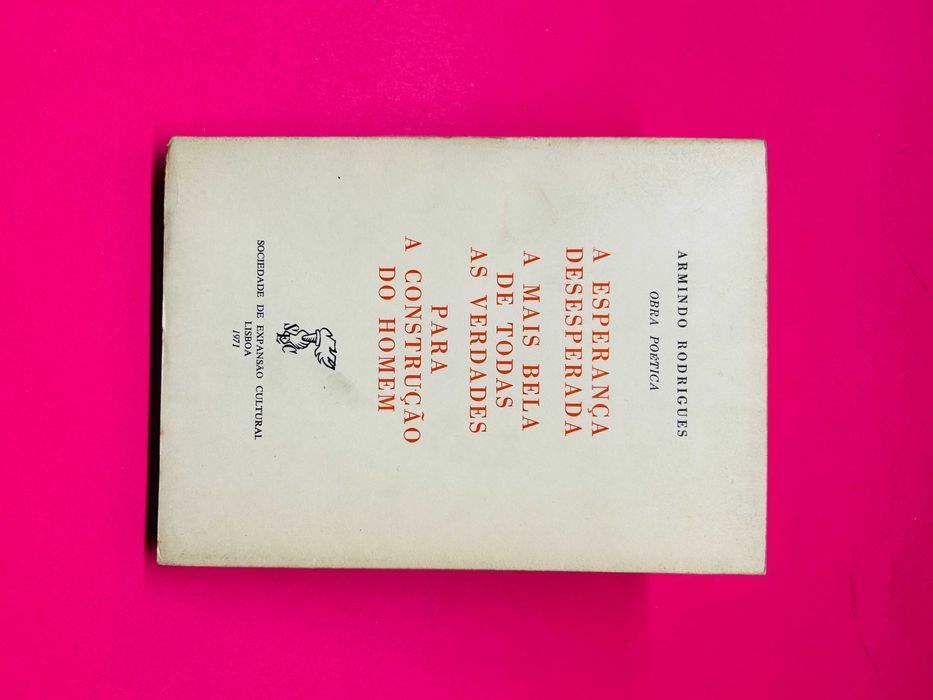 ARMINDO RODRIGUES
OBRA POÉTICA
A ESPERANÇA
DESESPERADA
A MAIS BELA
DE TODAS
AS VERDADES
PARA
A CONSTRUÇÃO
DO HOMEM
SOCIEDADE DE EXPANSÃO CULTURAL
LISBOA
1971